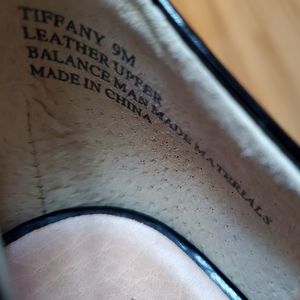 TIFFANY 9M
LEATHER UPPER
BALANCE MAN MADE MATERIALS
MADE IN CHINA